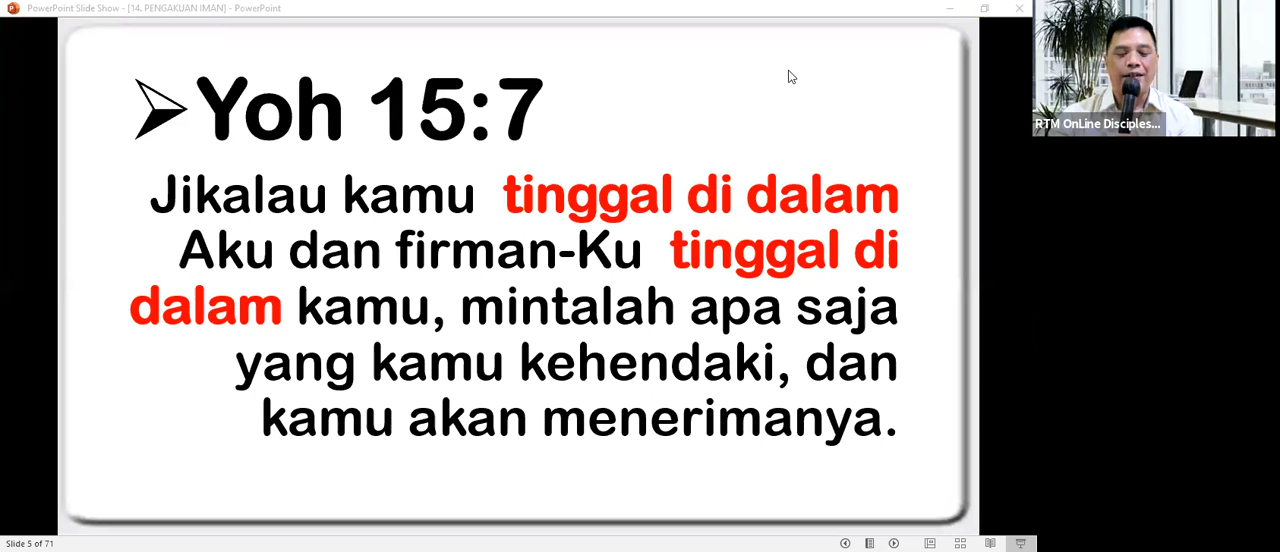 PowerPoint Slide Show - [14. PENGAKUAN IMAN] - PowerPoint
Yoh 15:7
Jikalau kamu tinggal di dalam
Aku dan firman-Ku tinggal di
dalam kamu, mintalah apa saja
yang kamu kehendaki, dan
kamu akan menerimanya.
RTM OnLine Disciples...
Slide 5 of 71